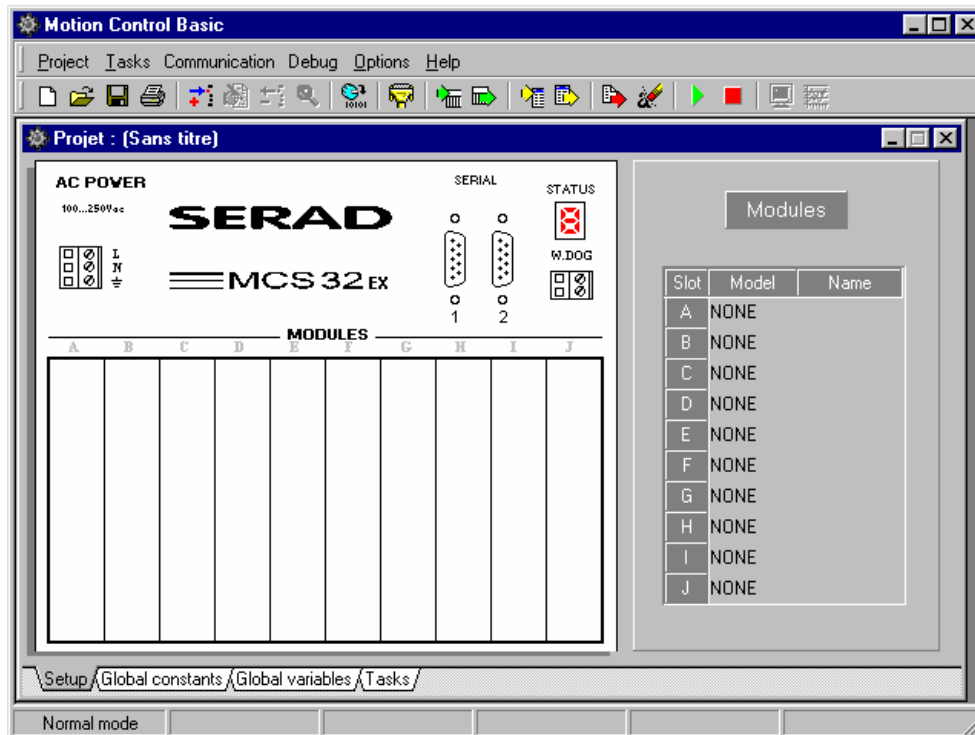 Motion Control Basic
Project Tasks Communication Debug Options Help
Projet : (Sans titre)
AC POWER
100...250Vac
L
N
SERAD
MCS 32 EX
SERIAL
1 2
STATUS
8
W.DOG
MODULES
A B C D E F G H I J
Modules
Slot Model Name
A NONE
B NONE
C NONE
D NONE
E NONE
F NONE
G NONE
H NONE
I NONE
J NONE
Setup Global constants Global variables Tasks
Normal mode